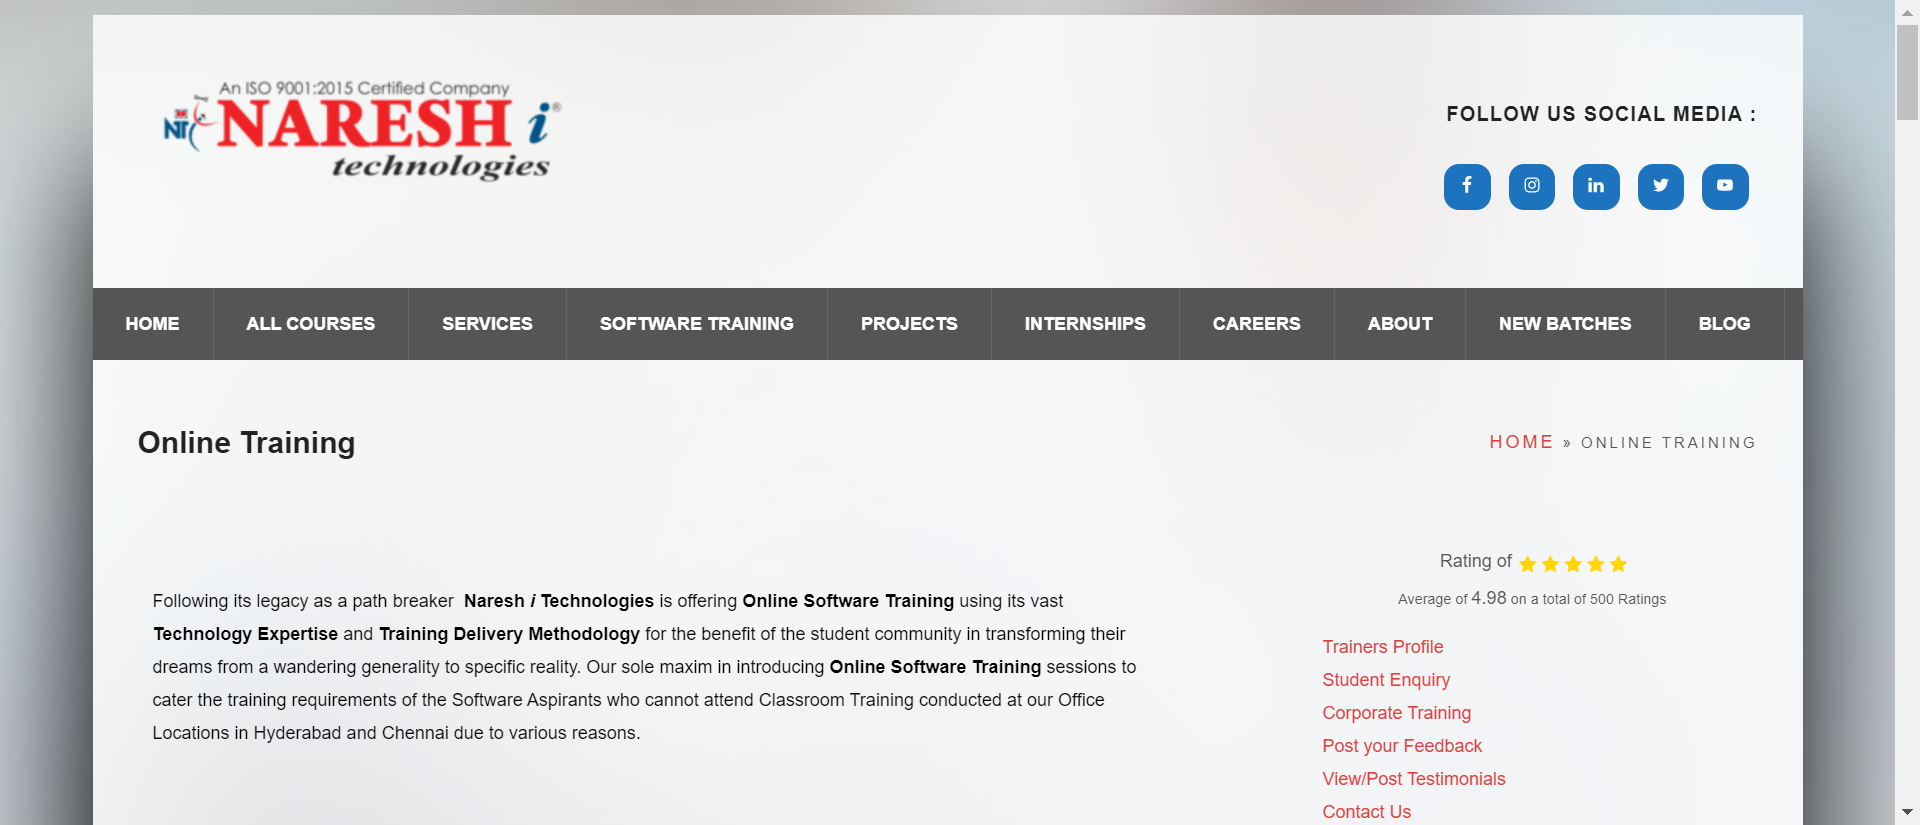 An ISO 9001:2015 Certified Company
NT NARESH i ®
technologies
FOLLOW US SOCIAL MEDIA :
HOME ALL COURSES SERVICES SOFTWARE TRAINING PROJECTS INTERNSHIPS CAREERS ABOUT NEW BATCHES BLOG
Online Training
HOME » ONLINE TRAINING
Following its legacy as a path breaker Naresh i Technologies is offering Online Software Training using its vast
Technology Expertise and Training Delivery Methodology for the benefit of the student community in transforming their
dreams from a wandering generality to specific reality. Our sole maxim in introducing Online Software Training sessions to
cater the training requirements of the Software Aspirants who cannot attend Classroom Training conducted at our Office
Locations in Hyderabad and Chennai due to various reasons.
Rating of
Average of 4.98 on a total of 500 Ratings
Trainers Profile
Student Enquiry
Corporate Training
Post your Feedback
View/Post Testimonials
Contact Us